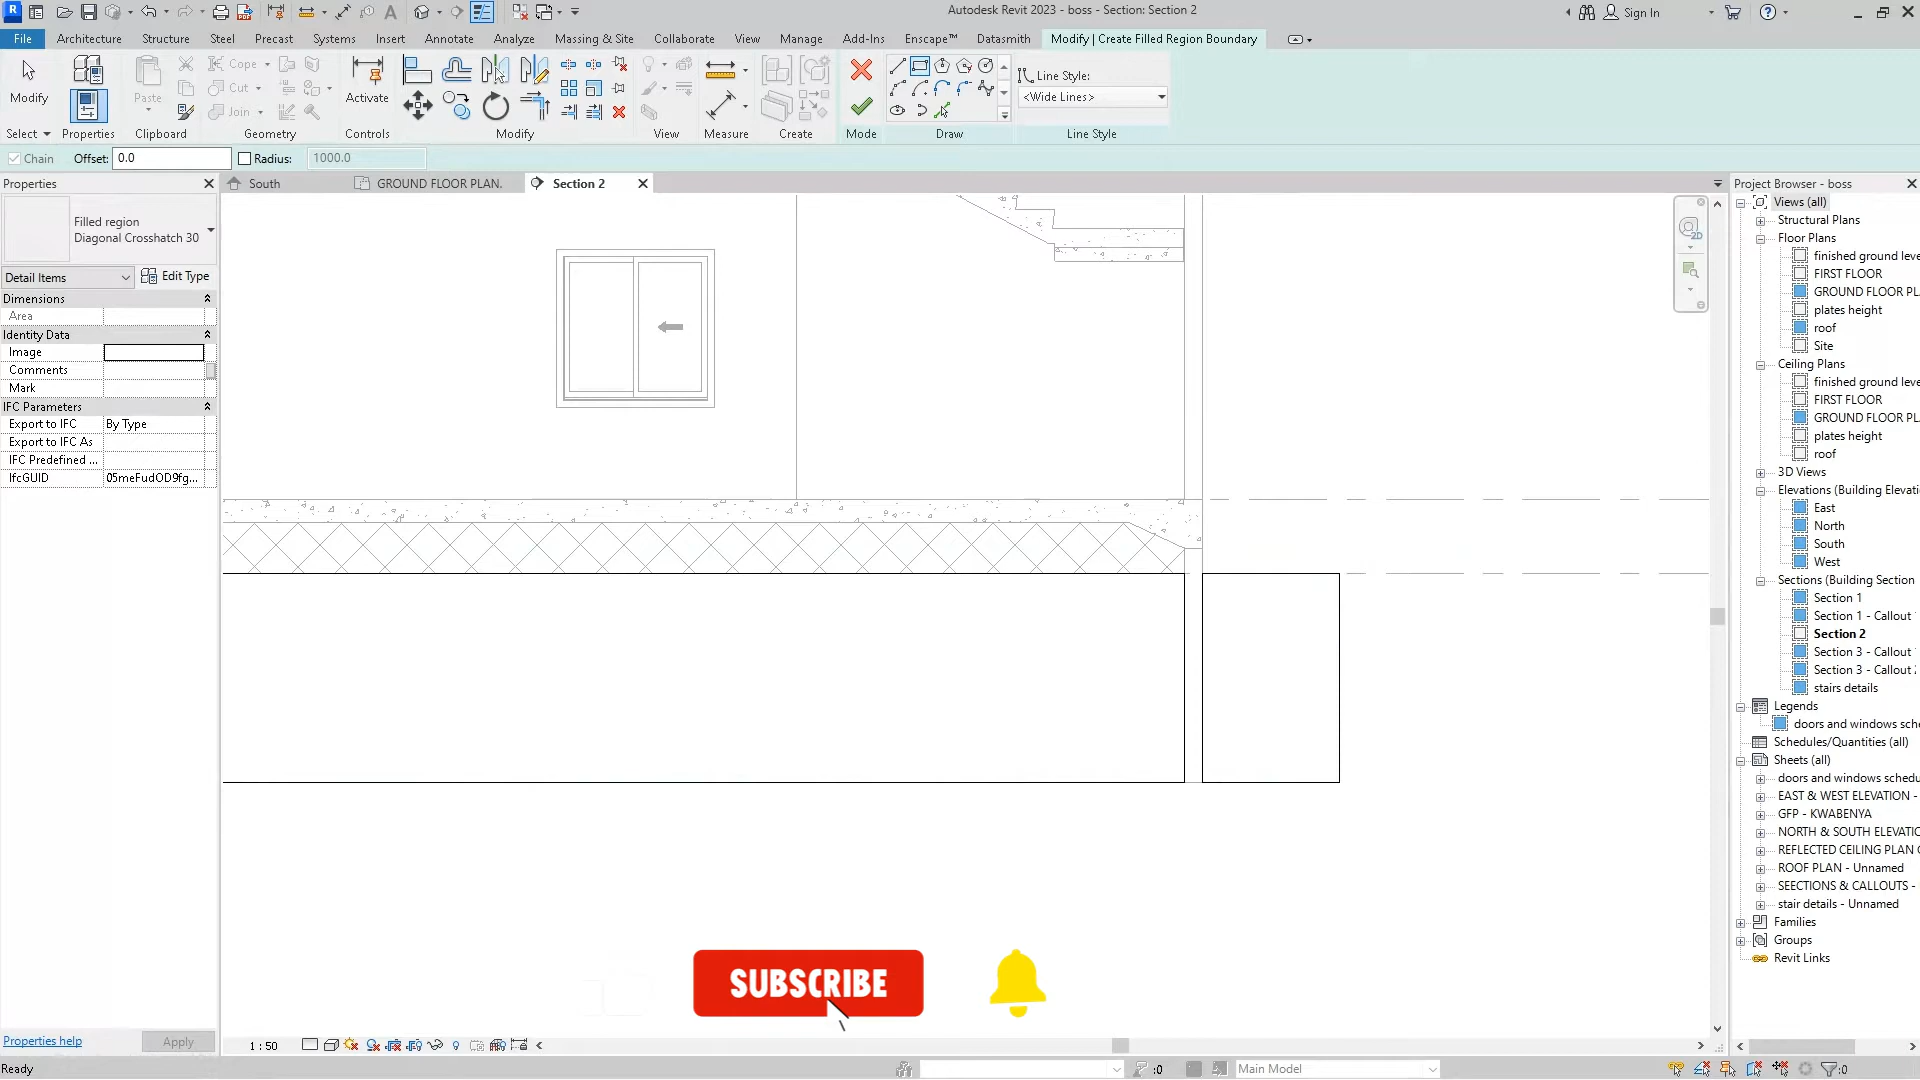 Autodesk Revit 2023 - boss - Section: Section 2
Sign In
File
Architecture
Structure
Steel
Precast
Systems
Insert
Annotate
Analyze
Massing & Site
Collaborate
View
Manage
Add-Ins
Enscape™
Datasmith
Modify | Create Filled Region Boundary
Modify
Select
Properties
Paste
Cope
Cut
Join
Clipboard
Geometry
Activate
Controls
Modify
View
Measure
Create
Mode
Draw
Line Style:
<Wide Lines>
Line Style
Chain
Offset:
0.0
Radius:
1000.0
Properties
South
GROUND FLOOR PLAN.
Section 2
Filled region
Diagonal Crosshatch 30
Detail Items
Edit Type
Dimensions
Area
Identity Data
Image
Comments
Mark
IFC Parameters
Export to IFC
By Type
Export to IFC As
IFC Predefined ...
IfcGUID
05meFudOD9fg...
Properties help
Apply
Project Browser - boss
Views (all)
Structural Plans
Floor Plans
finished ground leve
FIRST FLOOR
GROUND FLOOR PL
plates height
roof
Site
Ceiling Plans
finished ground leve
FIRST FLOOR
GROUND FLOOR PL
plates height
roof
3D Views
Elevations (Building Elevati
East
North
South
West
Sections (Building Section
Section 1
Section 1 - Callout
Section 2
Section 3 - Callout
Section 3 - Callout
stairs details
Legends
doors and windows sche
Schedules/Quantities (all)
Sheets (all)
doors and windows schedu
EAST & WEST ELEVATION -
GFP - KWABENYA
NORTH & SOUTH ELEVATIO
REFLECTED CEILING PLAN
ROOF PLAN - Unnamed
SEECTIONS & CALLOUTS -
stair details - Unnamed
Families
Groups
Revit Links
2D
SUBSCRIBE
1 : 50
Ready
:0
Main Model
:0